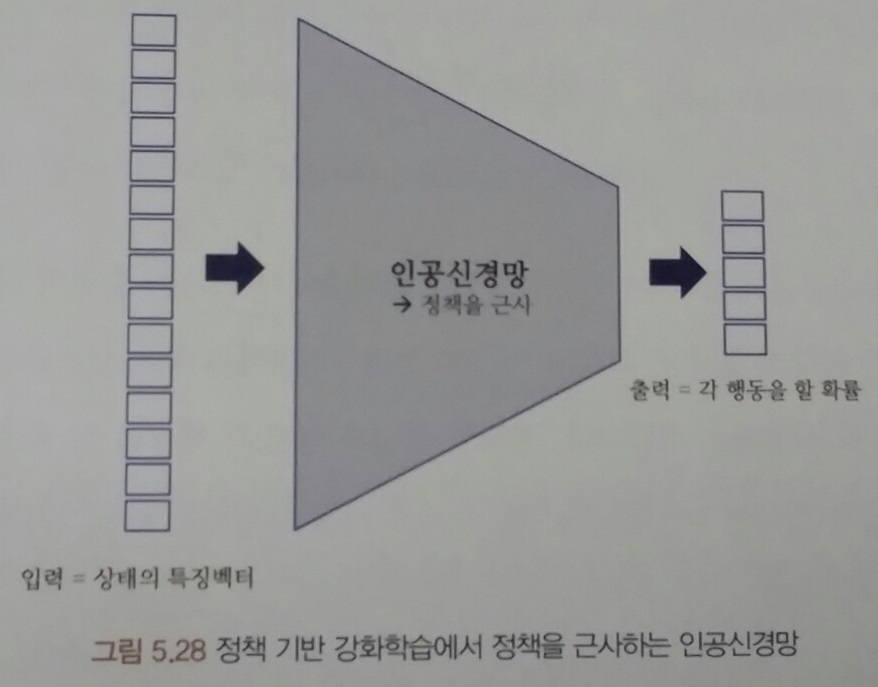 인공신경망
→ 정책을 근사
출력 = 각 행동을 할 확률
입력 = 상태의 특징벡터
그림 5.28 정책 기반 강화학습에서 정책을 근사하는 인공신경망